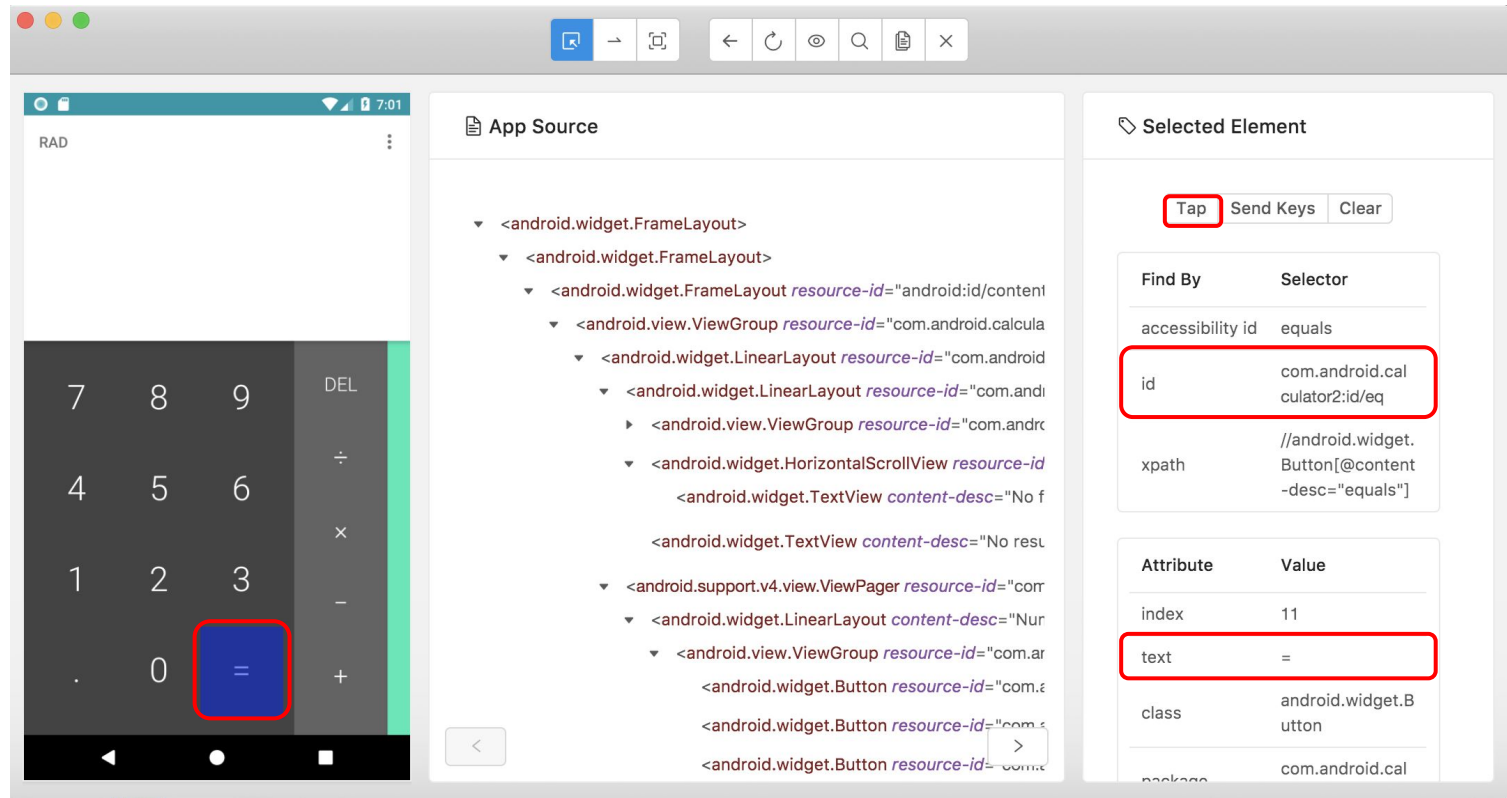 7:01
RAD
7 8 9 DEL
÷
4 5 6
×
1 2 3
−
. 0 = +
App Source
<android.widget.FrameLayout>
<android.widget.FrameLayout>
<android.widget.FrameLayout resource-id="android:id/content
<android.view.ViewGroup resource-id="com.android.calcula
<android.widget.LinearLayout resource-id="com.android
<android.widget.LinearLayout resource-id="com.andr
<android.view.ViewGroup resource-id="com.andro
<android.widget.HorizontalScrollView resource-id
<android.widget.TextView content-desc="No f
<android.widget.TextView content-desc="No resu
<android.support.v4.view.ViewPager resource-id="com
<android.widget.LinearLayout content-desc="Num
<android.view.ViewGroup resource-id="com.an
<android.widget.Button resource-id="com.a
<android.widget.Button resource-id="com.a
<android.widget.Button resource-id="com.a
Selected Element
Tap Send Keys Clear
Find By Selector
accessibility id equals
id com.android.cal
culator2:id/eq
xpath //android.widget.
Button[@content
-desc="equals"]
Attribute Value
index 11
text =
class android.widget.B
utton
package com.android.cal